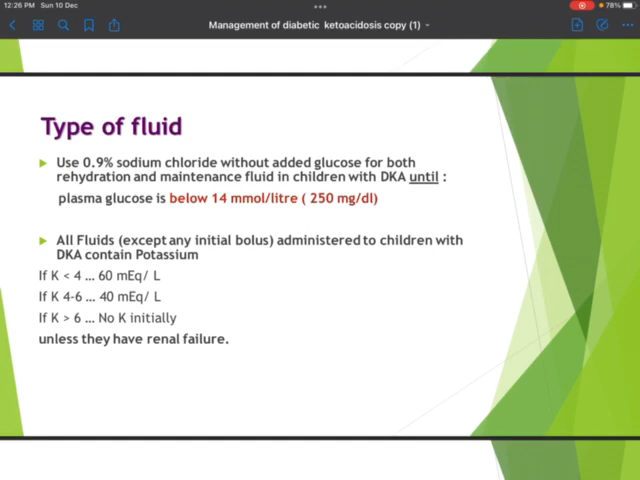 12:26 PM Sun 10 Dec
78%
Management of diabetic ketoacidosis copy (1)
Type of fluid
Use 0.9% sodium chloride without added glucose for both
rehydration and maintenance fluid in children with DKA until :
plasma glucose is below 14 mmol/litre ( 250 mg/dl)
All Fluids (except any initial bolus) administered to children with
DKA contain Potassium
If K < 4 ... 60 mEq/ L
If K 4-6 ... 40 mEq/ L
If K > 6 ... No K initially
unless they have renal failure.